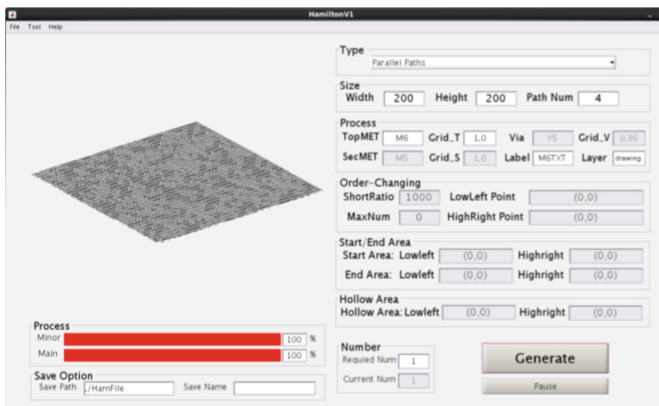 HamiltonV1
File Tool Help
Type
Parallel Paths
Size
Width 200 Height 200 Path Num 4
Process
TopMET M6 Grid_T 1.0 Via V5 Grid_V 0.36
SecMET M5 Grid_S 1.0 Label M6TXT Layer drawing
Order-Changing
ShortRatio 1000 LowLeft Point (0,0)
MaxNum 0 HighRight Point (0,0)
Start/End Area
Start Area: Lowleft (0,0) Highright (0,0)
End Area: Lowleft (0,0) Highright (0,0)
Hollow Area
Hollow Area: Lowleft (0,0) Highright (0,0)
Process
Minor 100 %
Main 100 %
Save Option
Save Path ./HamFile Save Name
Number
Requied Num 1
Current Num 1
Generate
Pause